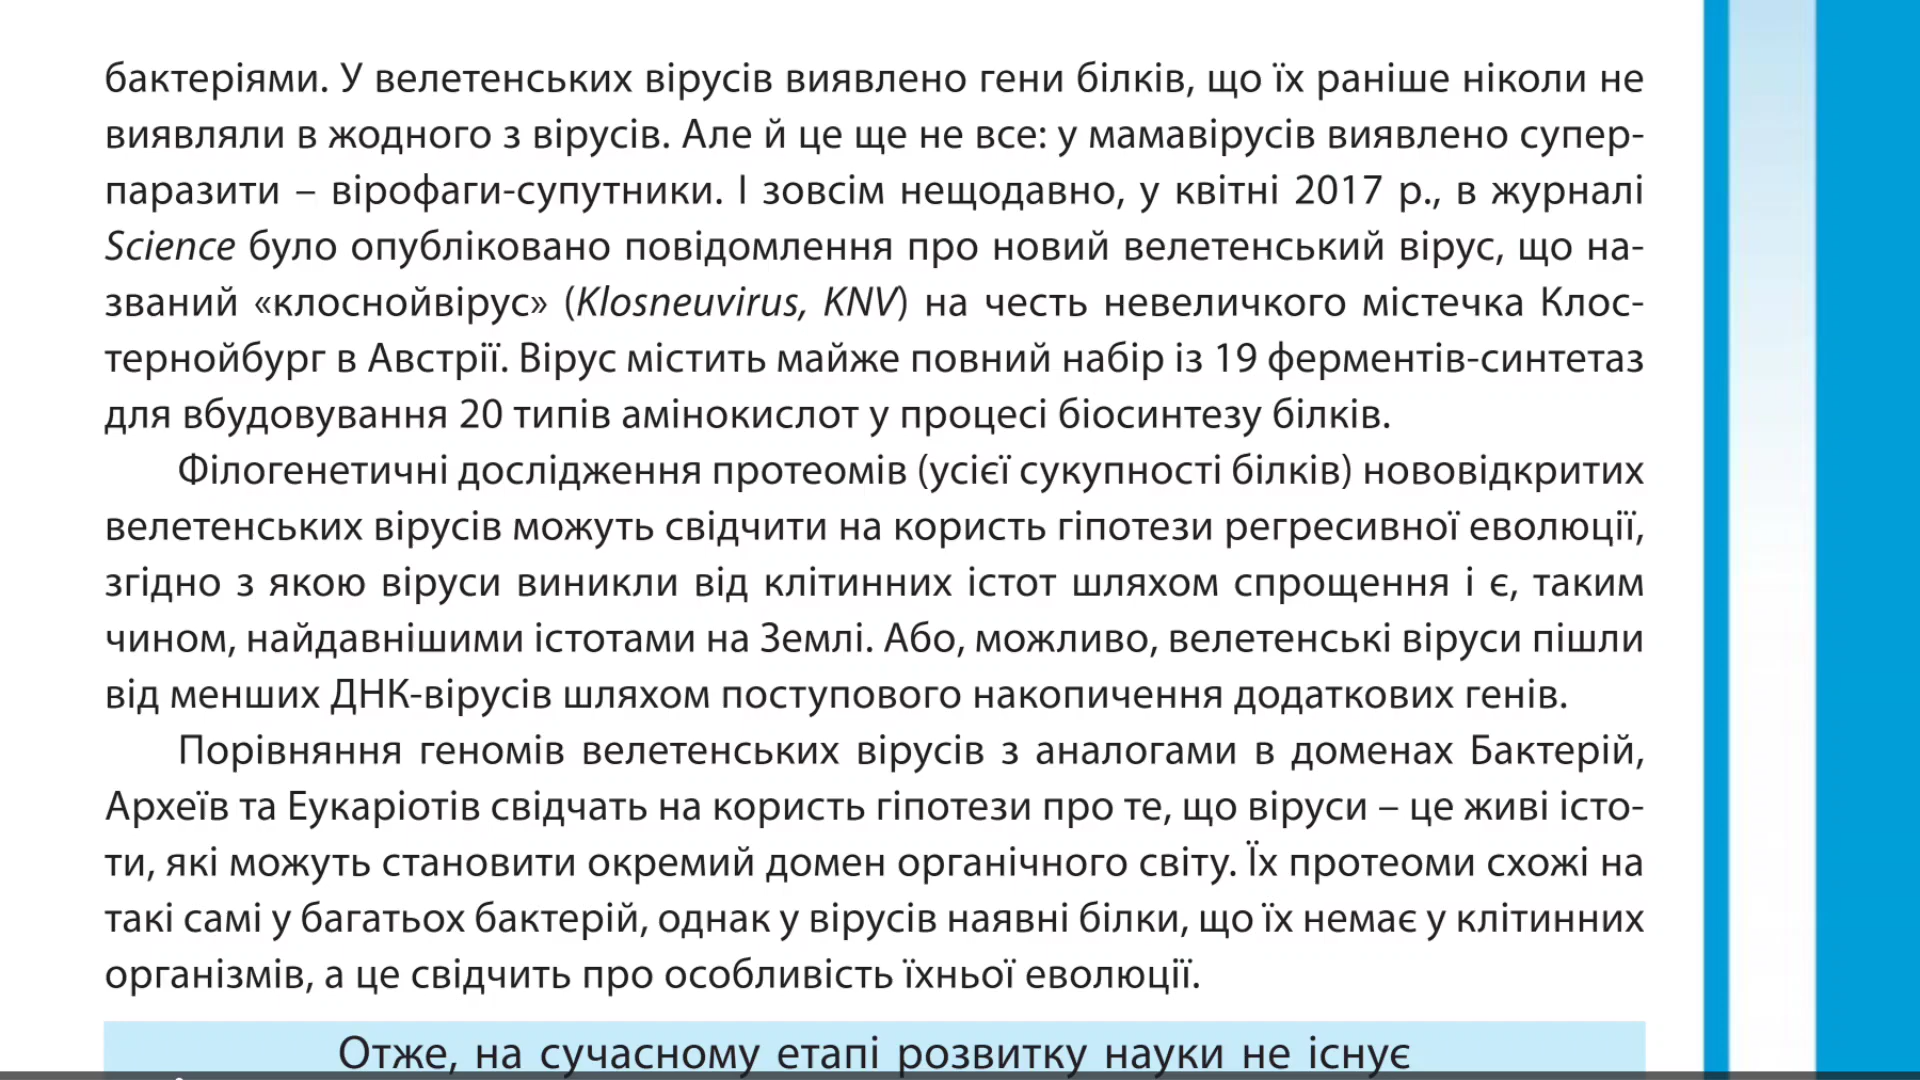 бактеріями. У велетенських вірусів виявлено гени білків, що їх раніше ніколи не
виявляли в жодного з вірусів. Але й це ще не все: у мамавірусів виявлено супер-
паразити – вірофаги-супутники. І зовсім нещодавно, у квітні 2017 р., в журналі
Science було опубліковано повідомлення про новий велетенський вірус, що на-
званий «клоснойвірус» (Klosneuvirus, KNV) на честь невеличкого містечка Клос-
тернойбург в Австрії. Вірус містить майже повний набір із 19 ферментів-синтетаз
для вбудовування 20 типів амінокислот у процесі біосинтезу білків.
Філогенетичні дослідження протеомів (усієї сукупності білків) нововідкритих
велетенських вірусів можуть свідчити на користь гіпотези регресивної еволюції,
згідно з якою віруси виникли від клітинних істот шляхом спрощення і є, таким
чином, найдавнішими істотами на Землі. Або, можливо, велетенські віруси пішли
від менших ДНК-вірусів шляхом поступового накопичення додаткових генів.
Порівняння геномів велетенських вірусів з аналогами в доменах Бактерій,
Археїв та Еукаріотів свідчать на користь гіпотези про те, що віруси – це живі істо-
ти, які можуть становити окремий домен органічного світу. Їх протеоми схожі на
такі самі у багатьох бактерій, однак у вірусів наявні білки, що їх немає у клітинних
організмів, а це свідчить про особливість їхньої еволюції.
Отже, на сучасному етапі розвитку науки не існує